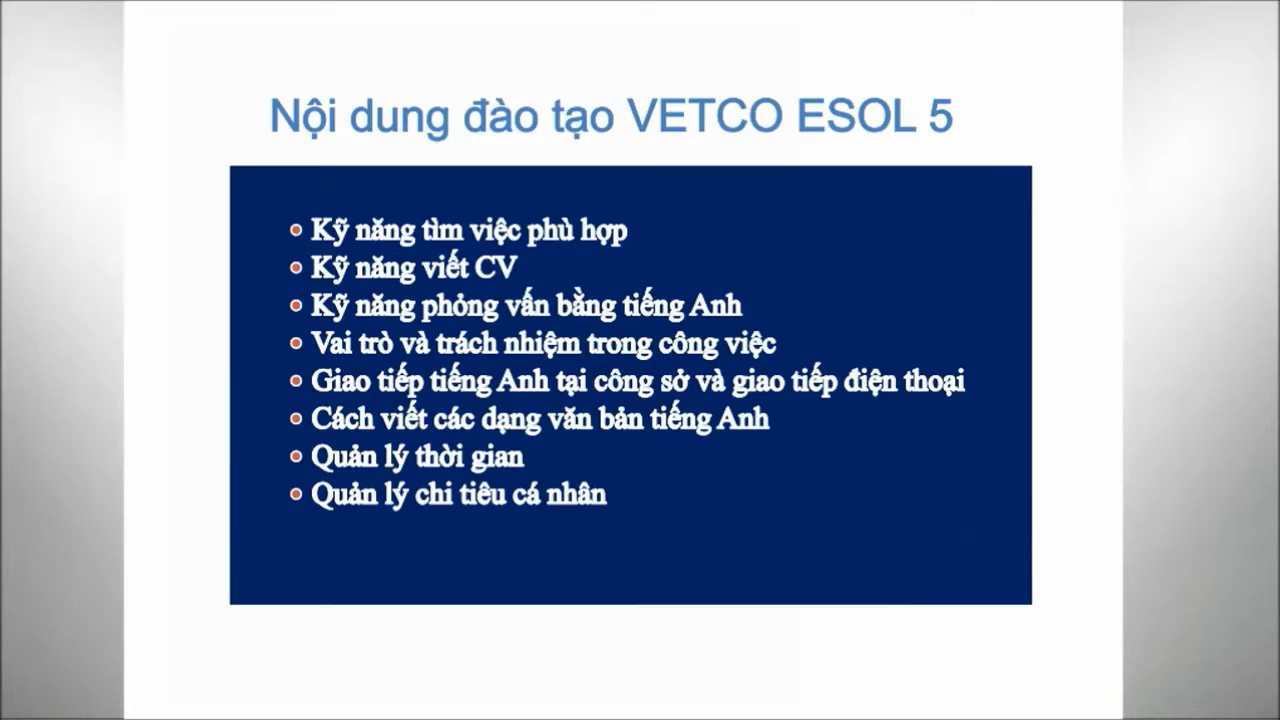 Nội dung đào tạo VETCO ESOL 5
Kỹ năng tìm việc phù hợp
Kỹ năng viết CV
Kỹ năng phỏng vấn bằng tiếng Anh
Vai trò và trách nhiệm trong công việc
Giao tiếp tiếng Anh tại công sở và giao tiếp điện thoại
Cách viết các dạng văn bản tiếng Anh
Quản lý thời gian
Quản lý chi tiêu cá nhân